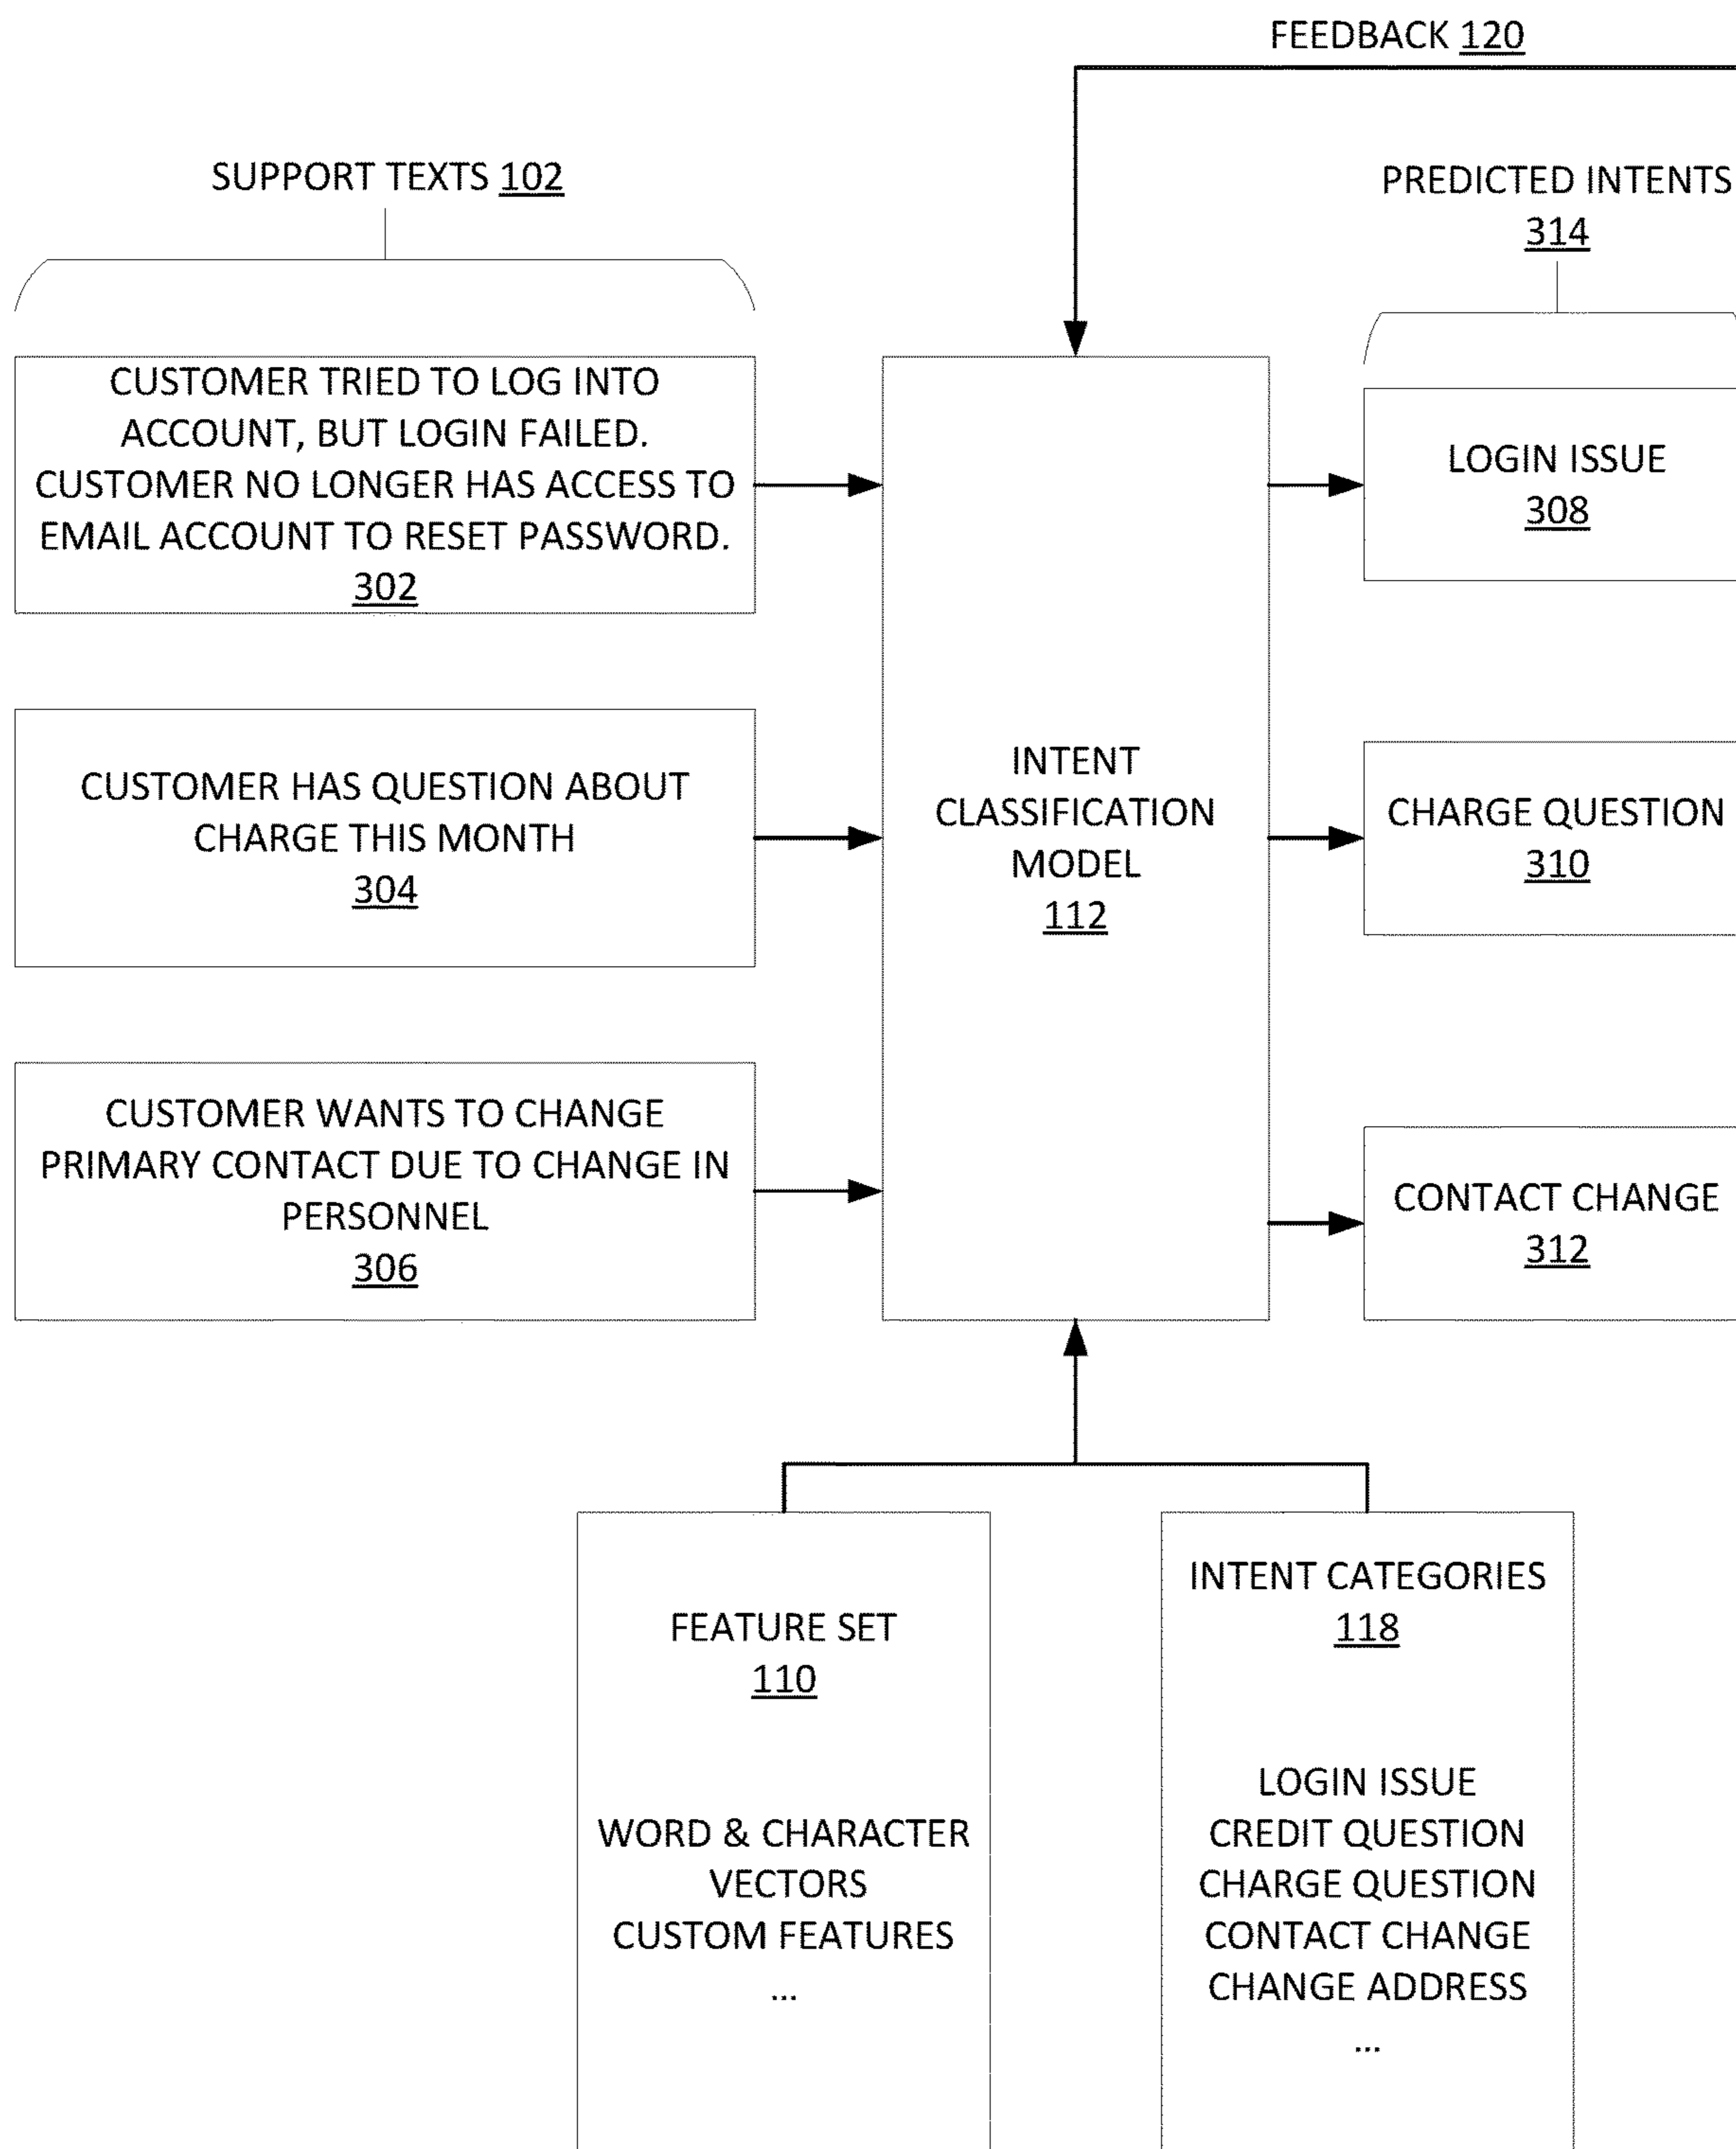 FEEDBACK 120
SUPPORT TEXTS 102
PREDICTED INTENTS
314
CUSTOMER TRIED TO LOG INTO
ACCOUNT, BUT LOGIN FAILED.
CUSTOMER NO LONGER HAS ACCESS TO
EMAIL ACCOUNT TO RESET PASSWORD.
302
LOGIN ISSUE
308
CUSTOMER HAS QUESTION ABOUT
CHARGE THIS MONTH
304
INTENT
CLASSIFICATION
MODEL
112
CHARGE QUESTION
310
CUSTOMER WANTS TO CHANGE
PRIMARY CONTACT DUE TO CHANGE IN
PERSONNEL
306
CONTACT CHANGE
312
FEATURE SET
110
WORD & CHARACTER
VECTORS
CUSTOM FEATURES
...
INTENT CATEGORIES
118
LOGIN ISSUE
CREDIT QUESTION
CHARGE QUESTION
CONTACT CHANGE
CHANGE ADDRESS
...